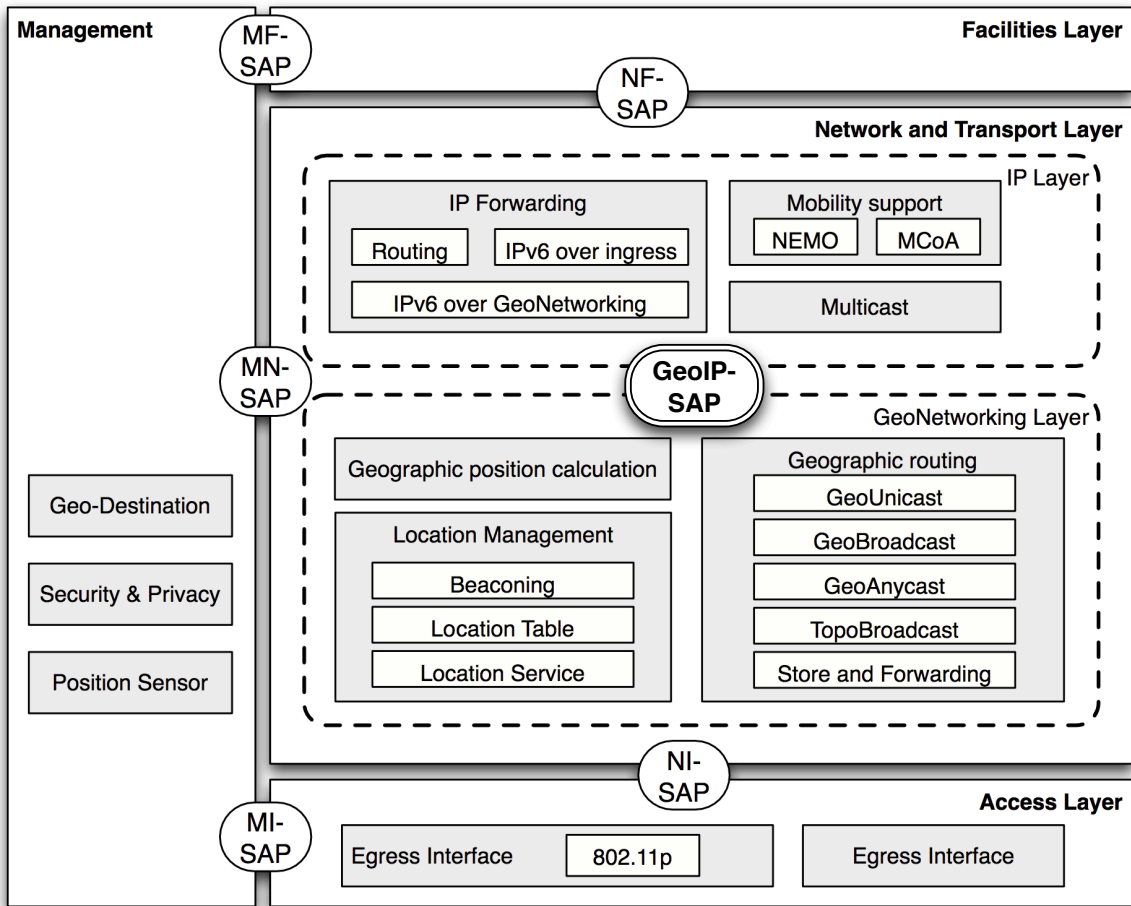 Management
MF-
SAP
Facilities Layer
NF-
SAP
Network and Transport Layer
IP Layer
IP Forwarding
Routing
IPv6 over ingress
IPv6 over GeoNetworking
Mobility support
NEMO
MCoA
Multicast
MN-
SAP
GeoIP-
SAP
GeoNetworking Layer
Geographic position calculation
Location Management
Beaconing
Location Table
Location Service
Geographic routing
GeoUnicast
GeoBroadcast
GeoAnycast
TopoBroadcast
Store and Forwarding
Geo-Destination
Security & Privacy
Position Sensor
NI-
SAP
MI-
SAP
Access Layer
Egress Interface
802.11p
Egress Interface